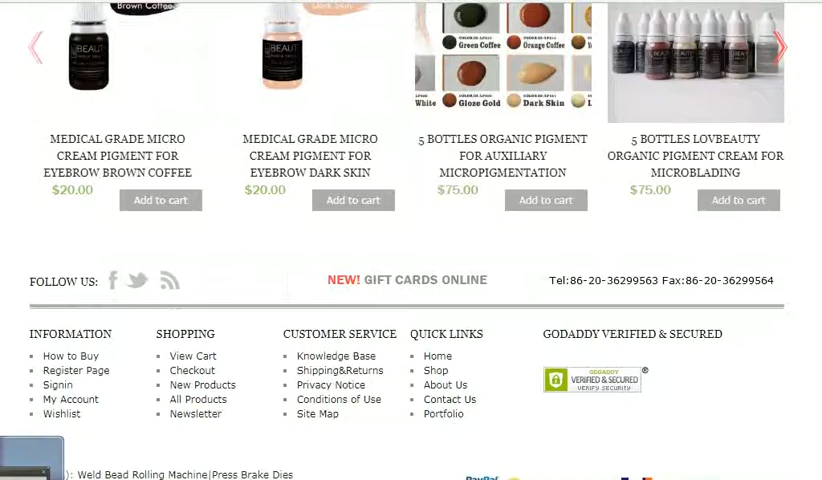 Brown Coffee
Dark Skin
BEAUT
BEAUT
Green Coffee
Orange Coffee
White
Gloze Gold
Dark Skin
MEDICAL GRADE MICRO
CREAM PIGMENT FOR
EYEBROW BROWN COFFEE
$20.00
Add to cart
MEDICAL GRADE MICRO
CREAM PIGMENT FOR
EYEBROW DARK SKIN
$20.00
Add to cart
5 BOTTLES ORGANIC PIGMENT
FOR AUXILIARY
MICROPIGMENTATION
$75.00
Add to cart
5 BOTTLES LOVBEAUTY
ORGANIC PIGMENT CREAM FOR
MICROBLADING
$75.00
Add to cart
FOLLOW US:
NEW! GIFT CARDS ONLINE
Tel:86-20-36299563 Fax:86-20-36299564
INFORMATION
How to Buy
Register Page
Signin
My Account
Wishlist
SHOPPING
View Cart
Checkout
New Products
All Products
Newsletter
CUSTOMER SERVICE
Knowledge Base
Shipping&Returns
Privacy Notice
Conditions of Use
Site Map
QUICK LINKS
Home
Shop
About Us
Contact Us
Portfolio
GODADDY VERIFIED & SECURED
GODADDY
VERIFIED & SECURED
VERIFY SECURITY
): Weld Bead Rolling Machine|Press Brake Dies
PayPal